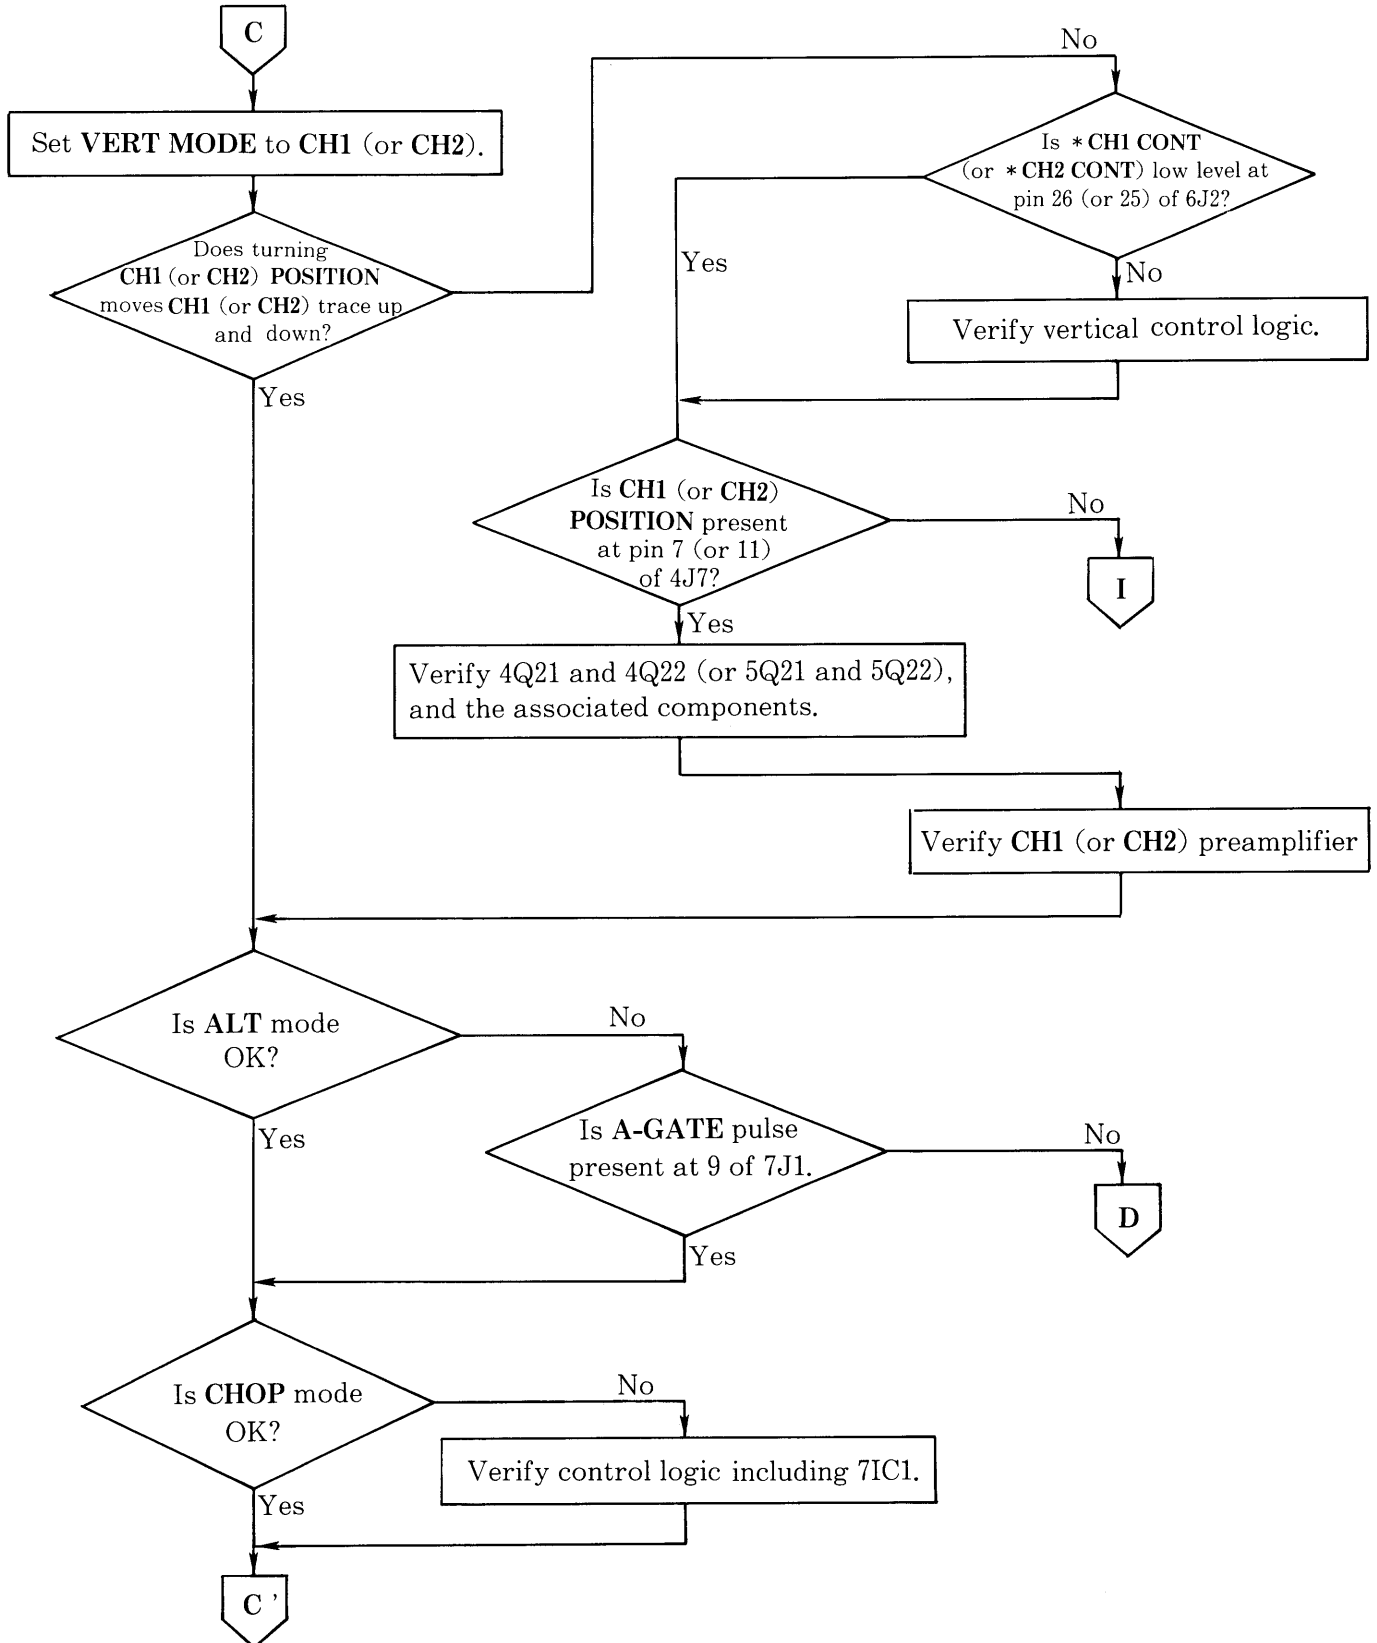 C
Set VERT MODE to CH1 (or CH2).
Does turning
CH1 (or CH2) POSITION
moves CH1 (or CH2) trace up
and down?
No
Is *CH1 CONT
(or *CH2 CONT) low level at
pin 26 (or 25) of 6J2?
Yes
No
Verify vertical control logic.
Yes
Is CH1 (or CH2)
POSITION present
at pin 7 (or 11)
of 4J7?
No
I
Yes
Verify 4Q21 and 4Q22 (or 5Q21 and 5Q22),
and the associated components.
Verify CH1 (or CH2) preamplifier
Is ALT mode
OK?
No
Yes
Is A-GATE pulse
present at 9 of 7J1.
No
D
Yes
Is CHOP mode
OK?
No
Verify control logic including 7IC1.
Yes
C'